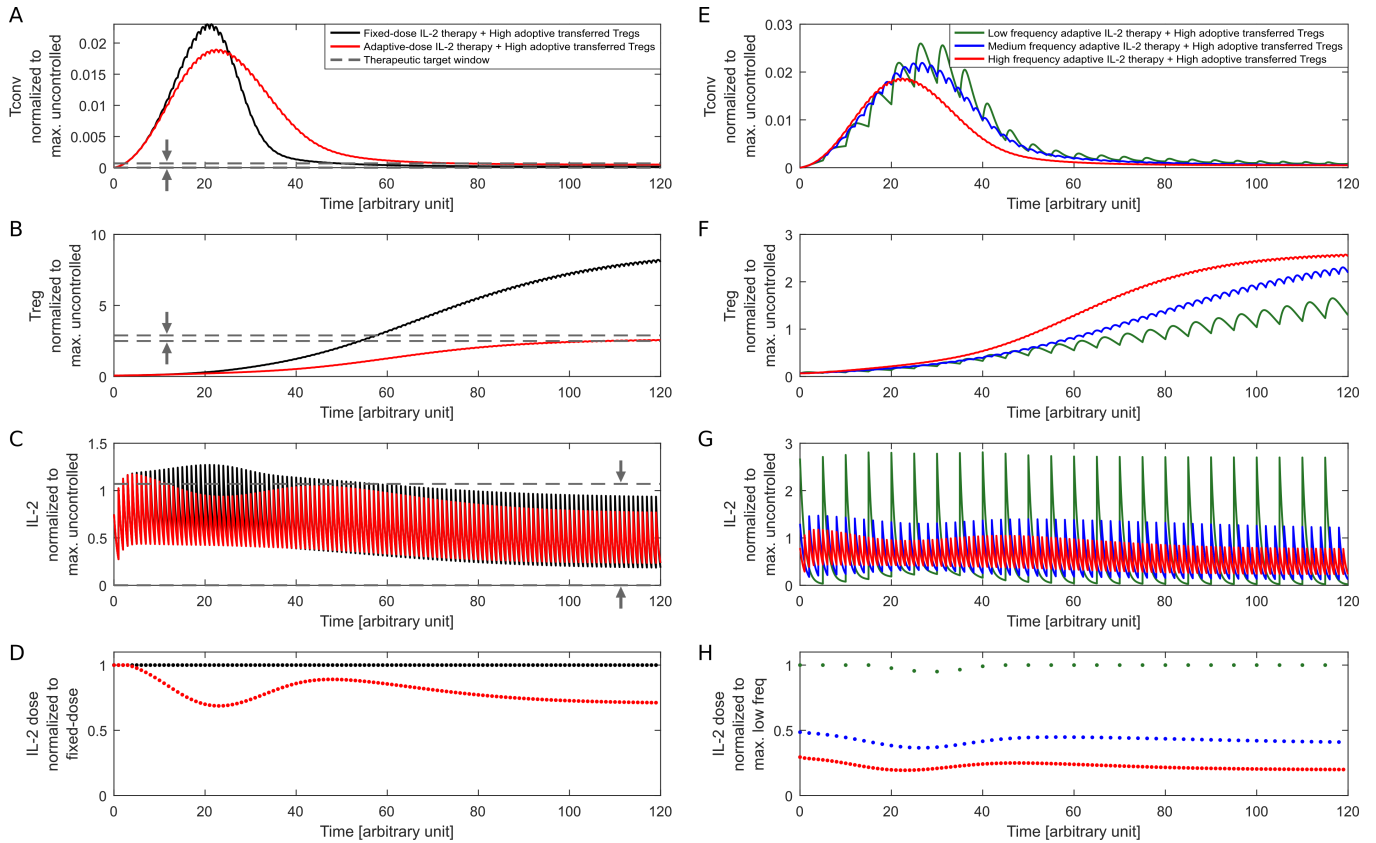 A
Tconv
normalized to
max. uncontrolled
0.02
0.015
0.01
0.005
0
Fixed-dose IL-2 therapy + High adoptive transferred Tregs
Adaptive-dose IL-2 therapy + High adoptive transferred Tregs
Therapeutic target window
0 20 40 60 80 100 120
Time [arbitrary unit]
B
Treg
normalized to
max. uncontrolled
10
5
0
0 20 40 60 80 100 120
Time [arbitrary unit]
C
IL-2
normalized to
max. uncontrolled
1.5
1
0.5
0
0 20 40 60 80 100 120
Time [arbitrary unit]
D
IL-2 dose
normalized to
fixed-dose
1
0.5
0 20 40 60 80 100 120
Time [arbitrary unit]
E
Tconv
normalized to
max. uncontrolled
0.03
0.02
0.01
0
Low frequency adaptive IL-2 therapy + High adoptive transferred Tregs
Medium frequency adaptive IL-2 therapy + High adoptive transferred Tregs
High frequency adaptive IL-2 therapy + High adoptive transferred Tregs
0 20 40 60 80 100 120
Time [arbitrary unit]
F
Treg
normalized to
max. uncontrolled
3
2
1
0
0 20 40 60 80 100 120
Time [arbitrary unit]
G
IL-2
normalized to
max. uncontrolled
3
2
1
0
0 20 40 60 80 100 120
Time [arbitrary unit]
H
IL-2 dose
normalized to
max. low freq
1
0.5
0
0 20 40 60 80 100 120
Time [arbitrary unit]